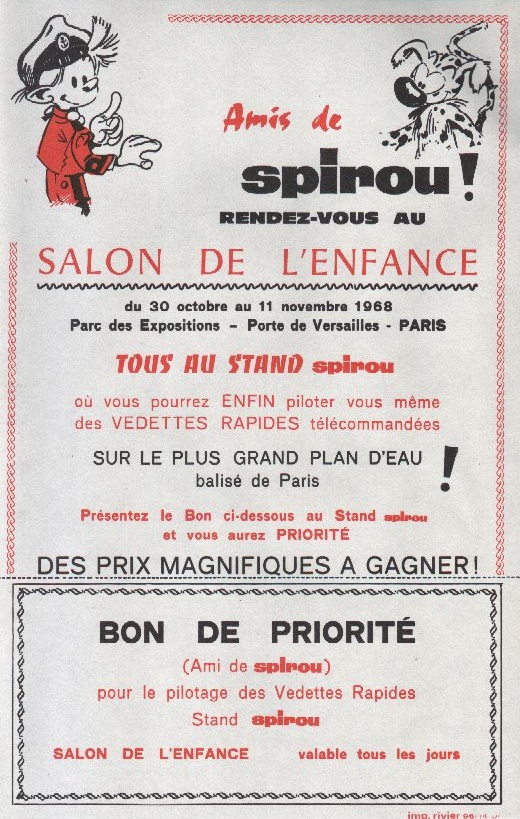 Amis de
spirou!
RENDEZ-VOUS AU
SALON DE L'ENFANCE
du 30 octobre au 11 novembre 1968
Parc des Expositions – Porte de Versailles - PARIS
TOUS AU STAND spirou
où vous pourrez ENFIN piloter vous même
des VEDETTES RAPIDES télécommandées
SUR LE PLUS GRAND PLAN D'EAU !
balisé de Paris
Présentez le Bon ci-dessous au Stand spirou
et vous aurez PRIORITÉ
DES PRIX MAGNIFIQUES A GAGNER!
BON DE PRIORITÉ
(Ami de spirou)
pour le pilotage des Vedettes Rapides
Stand spirou
SALON DE L'ENFANCE valable tous les jours
imp. rivier